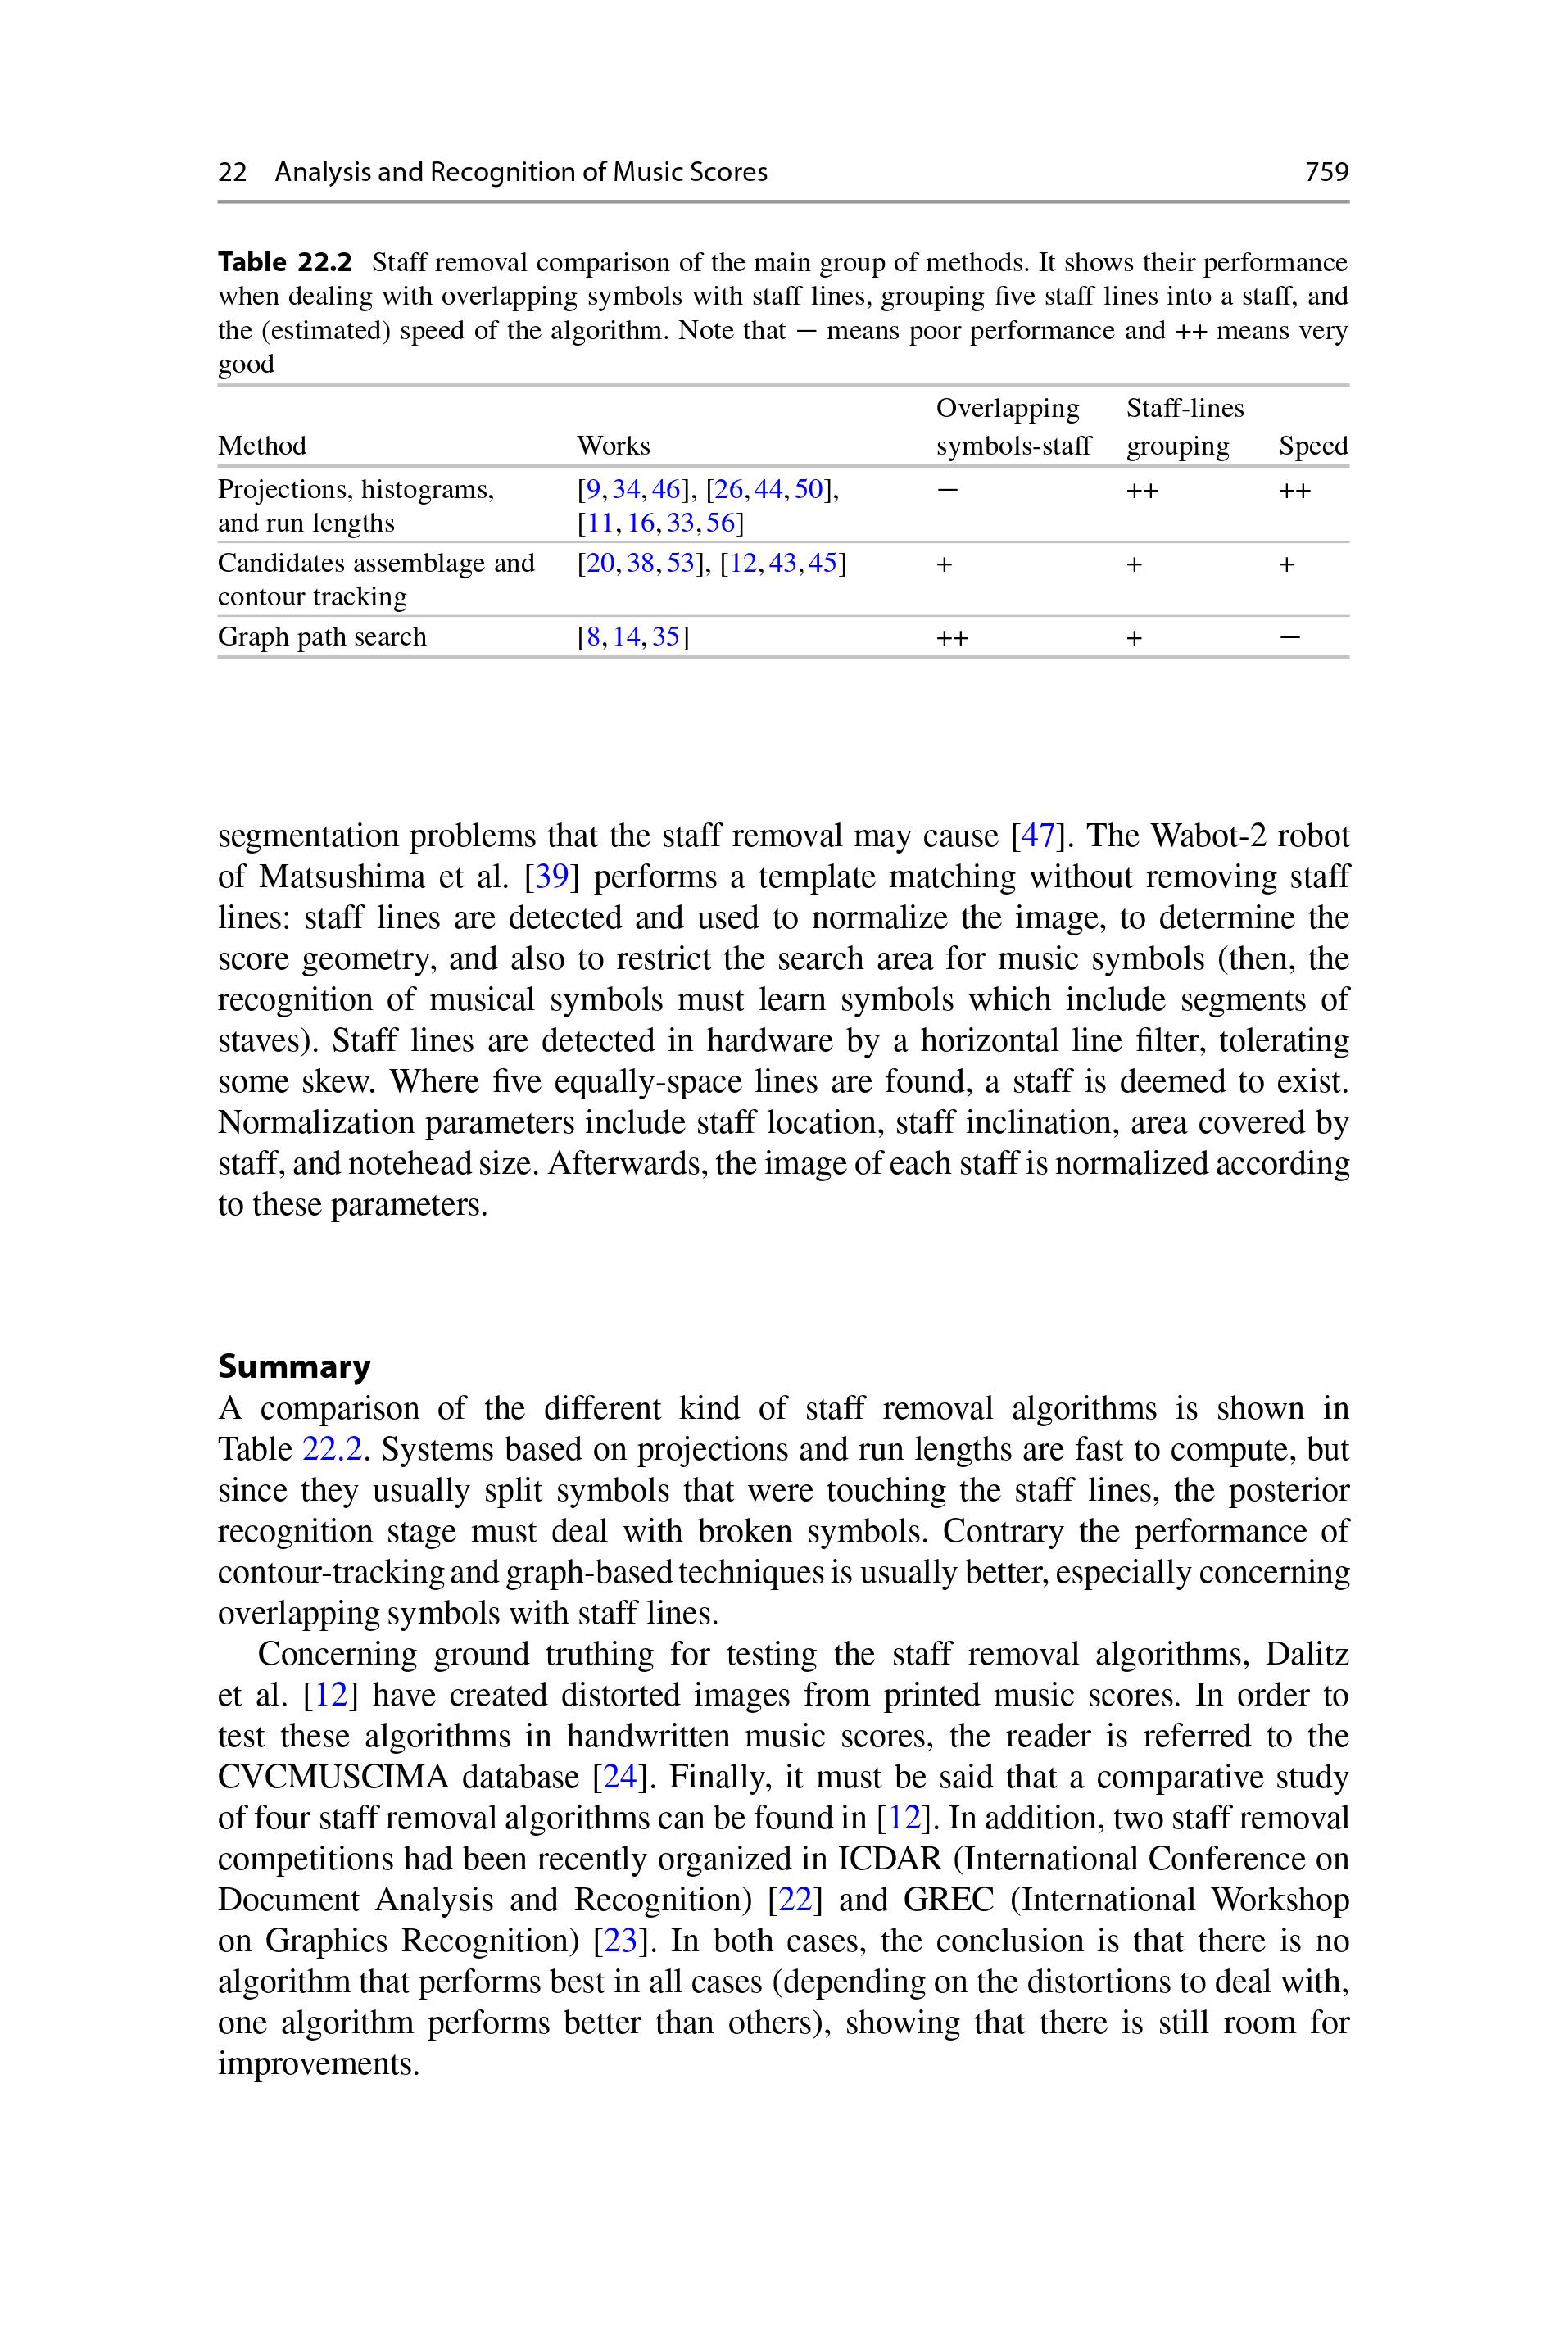 22 Analysis and Recognition of Music Scores 759
Table 22.2 Staff removal comparison of the main group of methods. It shows their performance
when dealing with overlapping symbols with staff lines, grouping five staff lines into a staff, and
the (estimated) speed of the algorithm. Note that — means poor performance and ++ means very
good
Overlapping Staff-lines
Method Works symbols-staff grouping Speed
Projections, histograms, [9, 34, 46], [26, 44, 50], — ++ ++
and run lengths [11, 16, 33, 56]
Candidates assemblage and [20, 38, 53], [12, 43, 45] + + +
contour tracking
Graph path search [8, 14, 35] ++ + —
segmentation problems that the staff removal may cause [47]. The Wabot-2 robot
of Matsushima et al. [39] performs a template matching without removing staff
lines: staff lines are detected and used to normalize the image, to determine the
score geometry, and also to restrict the search area for music symbols (then, the
recognition of musical symbols must learn symbols which include segments of
staves). Staff lines are detected in hardware by a horizontal line filter, tolerating
some skew. Where five equally-space lines are found, a staff is deemed to exist.
Normalization parameters include staff location, staff inclination, area covered by
staff, and notehead size. Afterwards, the image of each staff is normalized according
to these parameters.
Summary
A comparison of the different kind of staff removal algorithms is shown in
Table 22.2. Systems based on projections and run lengths are fast to compute, but
since they usually split symbols that were touching the staff lines, the posterior
recognition stage must deal with broken symbols. Contrary the performance of
contour-tracking and graph-based techniques is usually better, especially concerning
overlapping symbols with staff lines.
Concerning ground truthing for testing the staff removal algorithms, Dalitz
et al. [12] have created distorted images from printed music scores. In order to
test these algorithms in handwritten music scores, the reader is referred to the
CVCMUSCIMA database [24]. Finally, it must be said that a comparative study
of four staff removal algorithms can be found in [12]. In addition, two staff removal
competitions had been recently organized in ICDAR (International Conference on
Document Analysis and Recognition) [22] and GREC (International Workshop
on Graphics Recognition) [23]. In both cases, the conclusion is that there is no
algorithm that performs best in all cases (depending on the distortions to deal with,
one algorithm performs better than others), showing that there is still room for
improvements.